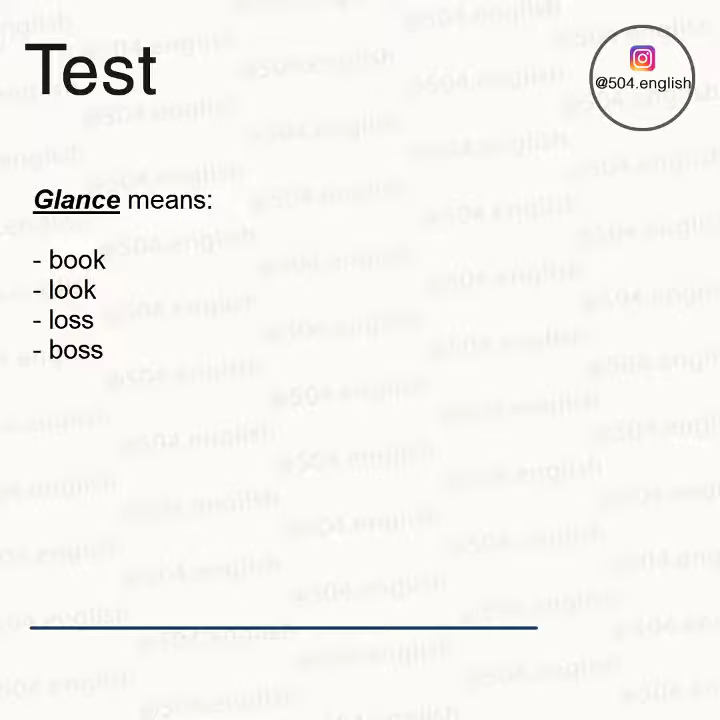 Test
@504.english
Glance means:
- book
- look
- loss
- boss